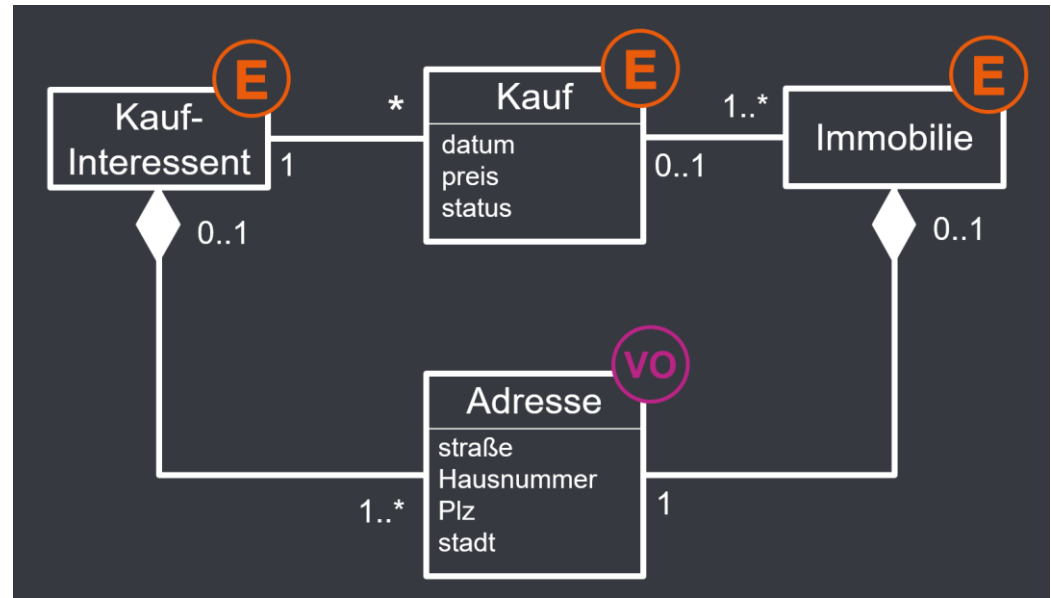 E
Kauf-
Interessent
1
*
E
Kauf
datum
preis
status
1..*
0..1
E
Immobilie
0..1
0..1
VO
Adresse
straße
Hausnummer
Plz
stadt
1..*
1